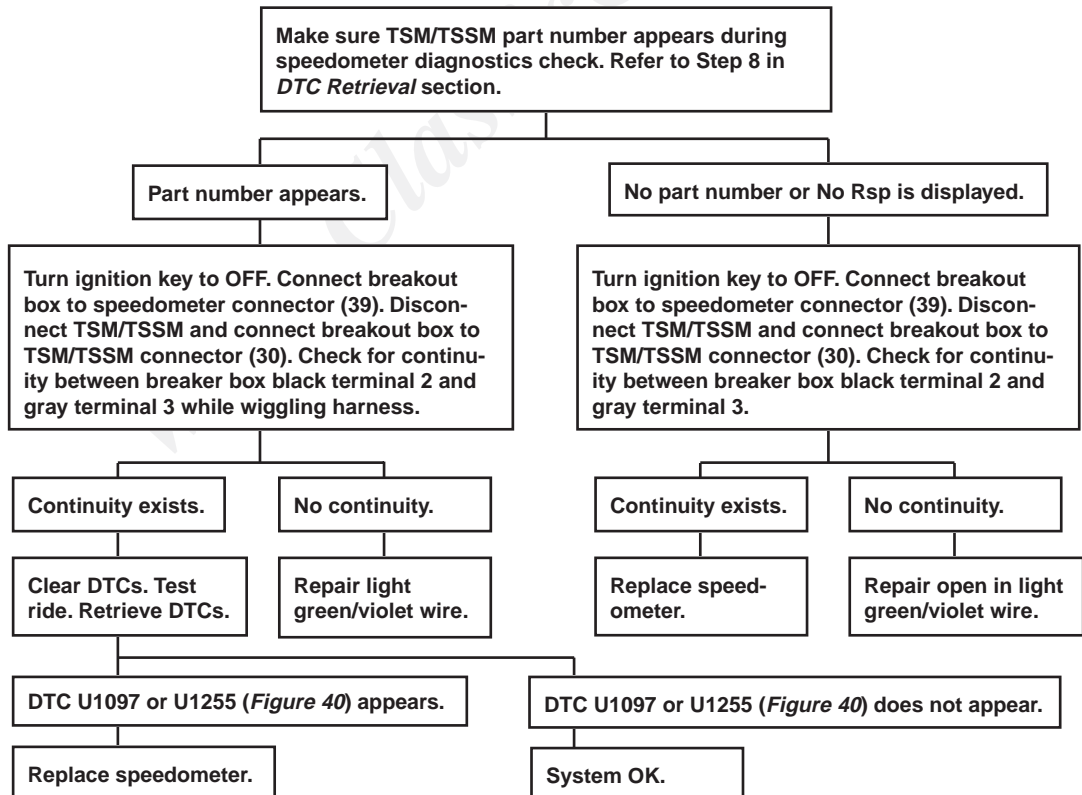 Make sure TSM/TSSM part number appears during
speedometer diagnostics check. Refer to Step 8 in
DTC Retrieval section.
Part number appears.
No part number or No Rsp is displayed.
Turn ignition key to OFF. Connect breakout
box to speedometer connector (39). Discon-
nect TSM/TSSM and connect breakout box to
TSM/TSSM connector (30). Check for continu-
ity between breaker box black terminal 2 and
gray terminal 3 while wiggling harness.
Turn ignition key to OFF. Connect breakout
box to speedometer connector (39). Discon-
nect TSM/TSSM and connect breakout box to
TSM/TSSM connector (30). Check for continu-
ity between breaker box black terminal 2 and
gray terminal 3.
Continuity exists.
No continuity.
Continuity exists.
No continuity.
Clear DTCs. Test
ride. Retrieve DTCs.
Repair light
green/violet wire.
Replace speed-
ometer.
Repair open in light
green/violet wire.
DTC U1097 or U1255 (Figure 40) appears.
DTC U1097 or U1255 (Figure 40) does not appear.
Replace speedometer.
System OK.